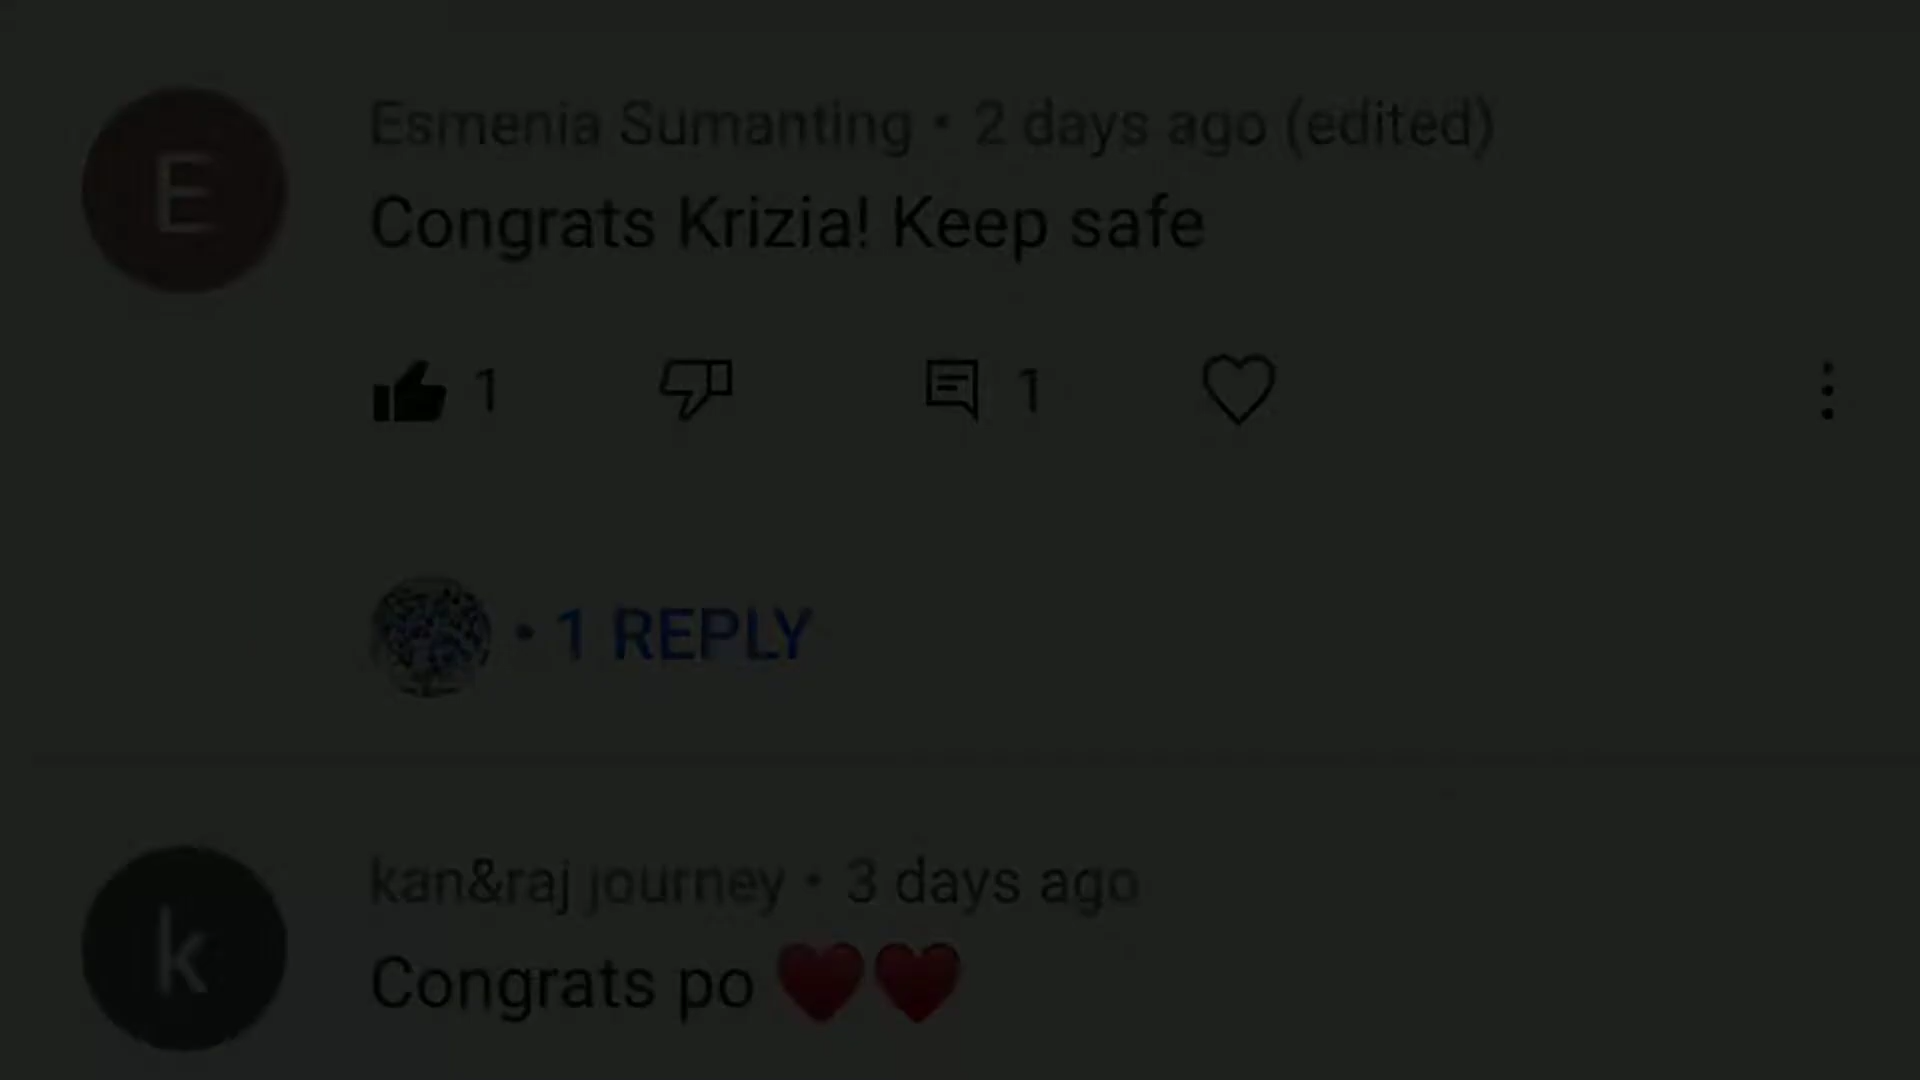 E
Esmenia Sumanting • 2 days ago (edited)
Congrats Krizia! Keep safe
1 1
• 1 REPLY
k
kan&raj journey • 3 days ago
Congrats po ♥️♥️